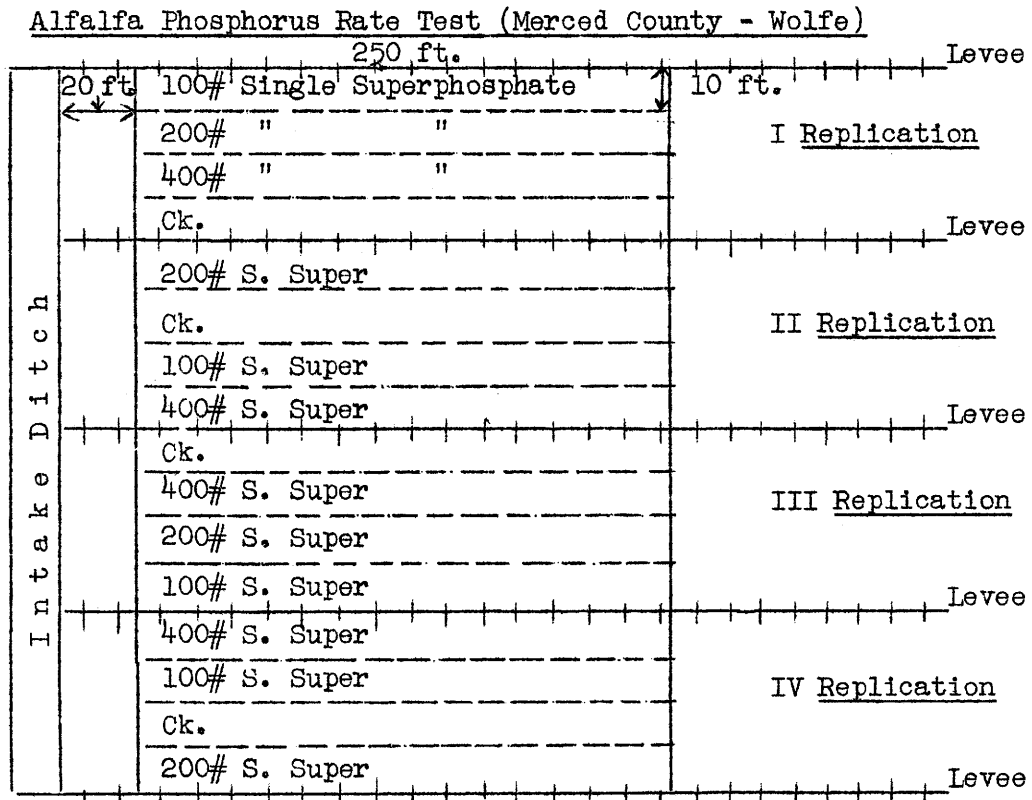 Alfalfa Phosphorus Rate Test (Merced County - Wolfe)
250 ft.
Levee
20 ft.
100# Single Superphosphate
10 ft.
200# " "
I Replication
400# " "
Ck.
Levee
200# S. Super
Ck.
II Replication
100# S. Super
400# S. Super
Levee
Ck.
400# S. Super
III Replication
200# S. Super
100# S. Super
Levee
400# S. Super
100# S. Super
IV Replication
Ck.
200# S. Super
Levee
Intake Ditch